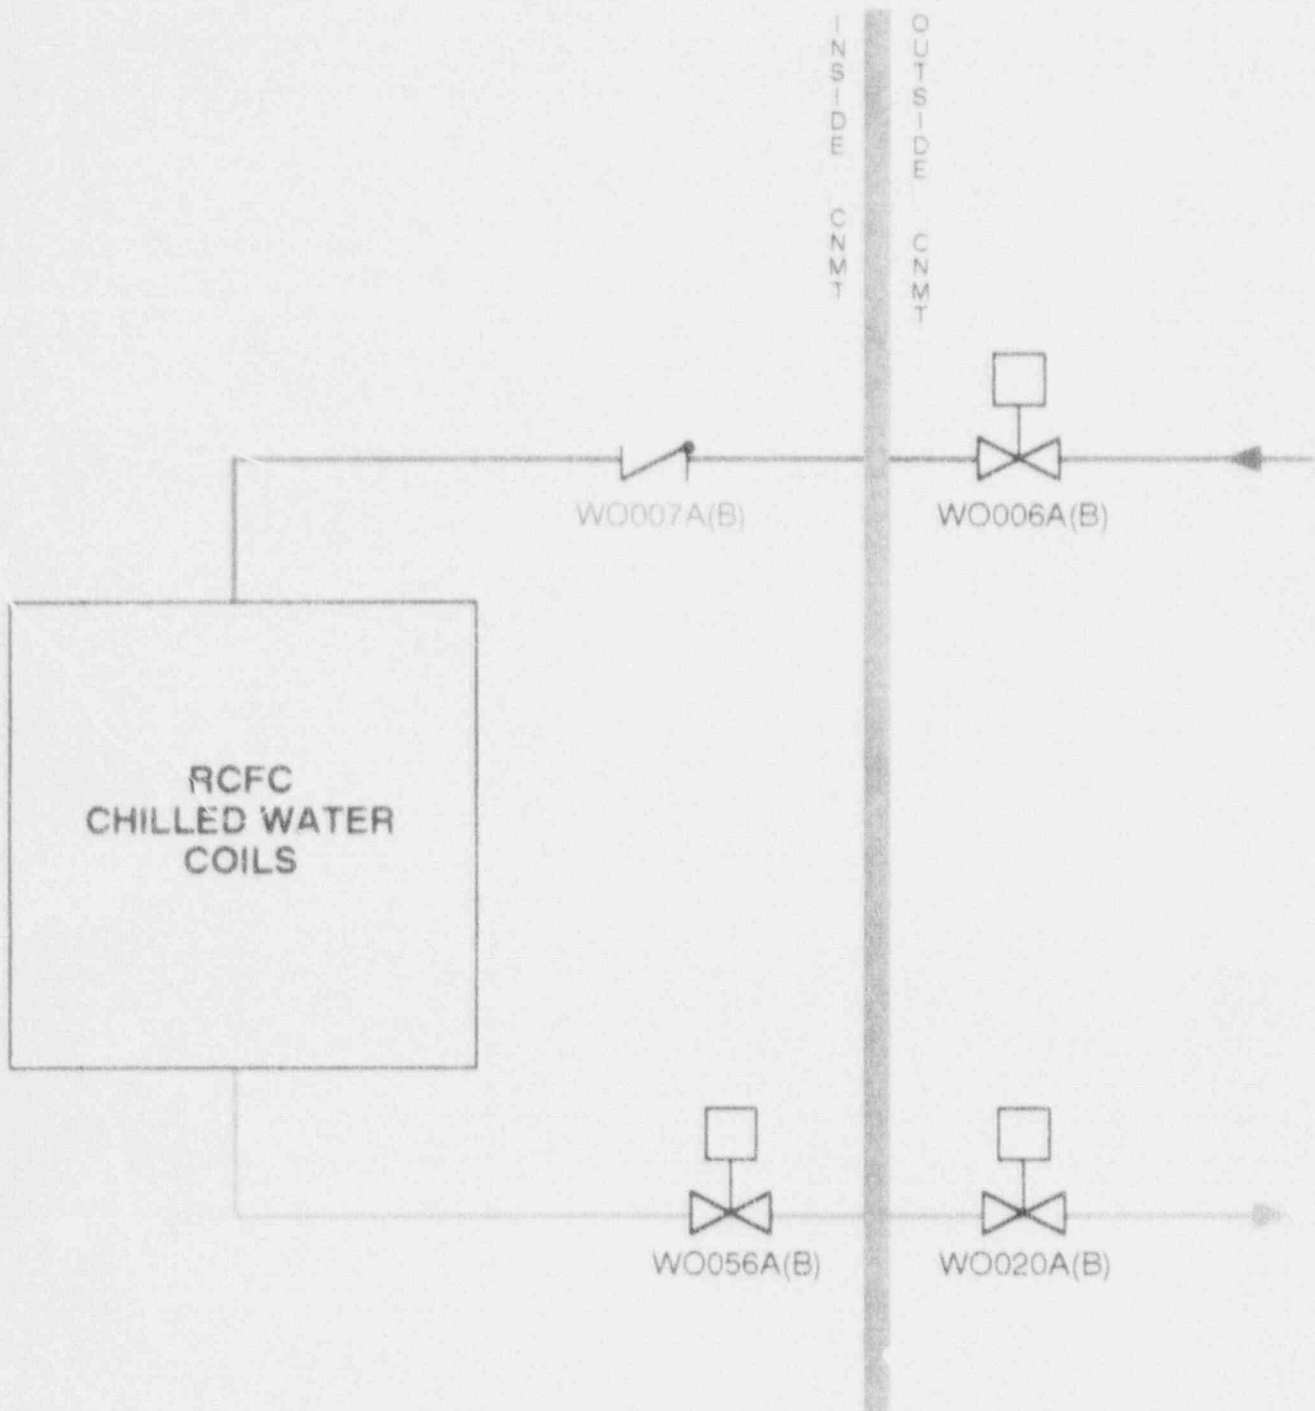 INSIDE CNMT
OUTSIDE CNMT
WO007A(B)
WO006A(B)
RCFC
CHILLED WATER
COILS
WO056A(B)
WO020A(B)